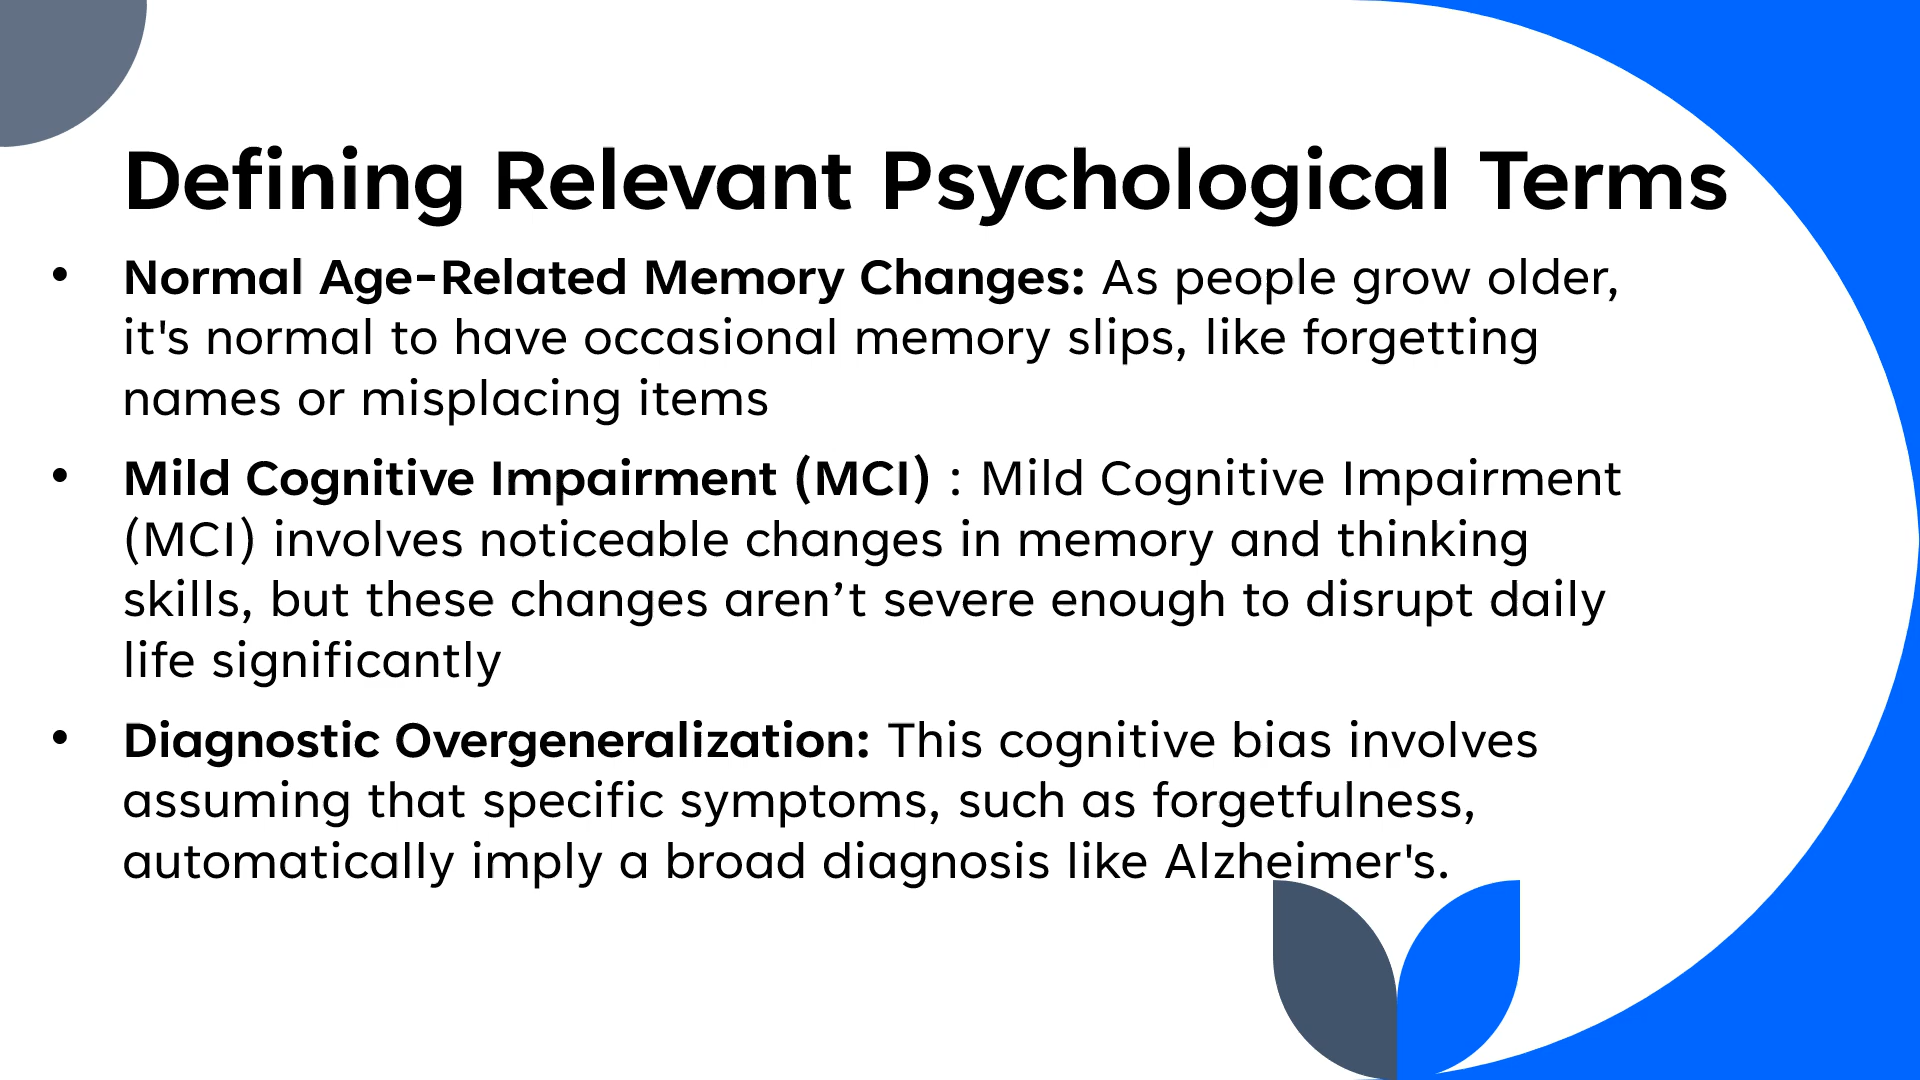 Defining Relevant Psychological Terms
• Normal Age-Related Memory Changes: As people grow older,
it's normal to have occasional memory slips, like forgetting
names or misplacing items
• Mild Cognitive Impairment (MCI) : Mild Cognitive Impairment
(MCI) involves noticeable changes in memory and thinking
skills, but these changes aren’t severe enough to disrupt daily
life significantly
• Diagnostic Overgeneralization: This cognitive bias involves
assuming that specific symptoms, such as forgetfulness,
automatically imply a broad diagnosis like Alzheimer's.